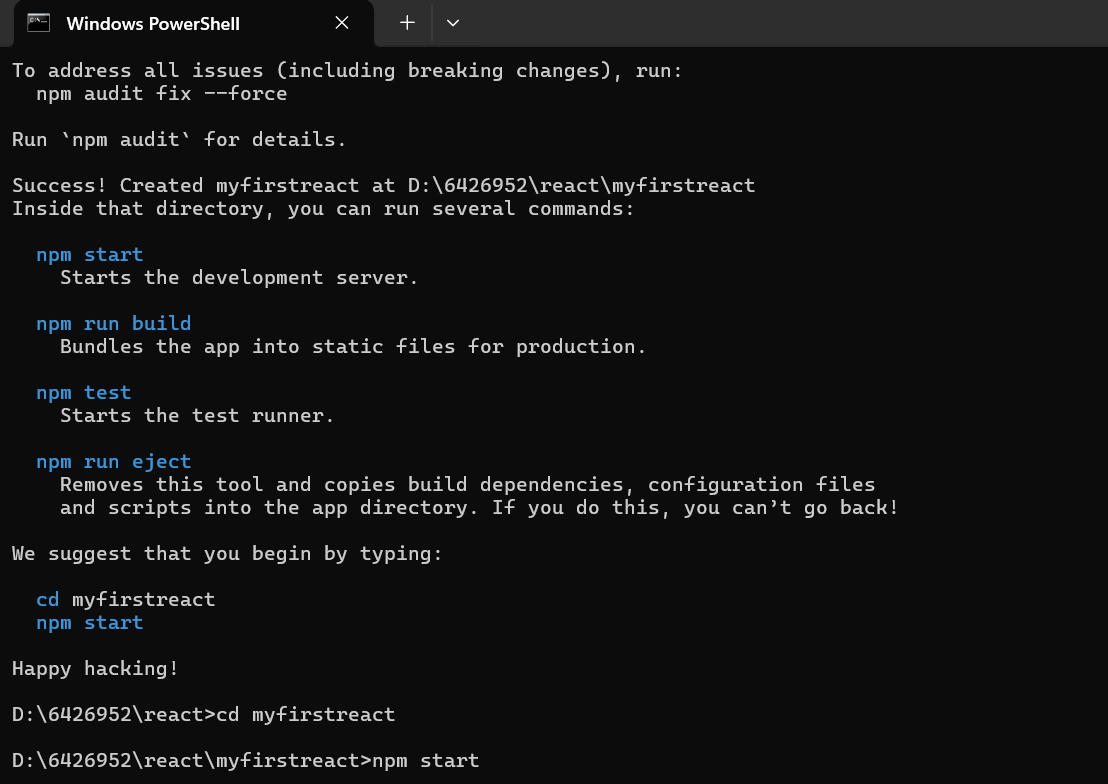 Windows PowerShell
To address all issues (including breaking changes), run:
  npm audit fix --force

Run `npm audit` for details.

Success! Created myfirstreact at D:\6426952\react\myfirstreact
Inside that directory, you can run several commands:

  npm start
    Starts the development server.

  npm run build
    Bundles the app into static files for production.

  npm test
    Starts the test runner.

  npm run eject
    Removes this tool and copies build dependencies, configuration files
    and scripts into the app directory. If you do this, you can’t go back!

We suggest that you begin by typing:

  cd myfirstreact
  npm start

Happy hacking!

D:\6426952\react>cd myfirstreact

D:\6426952\react\myfirstreact>npm start